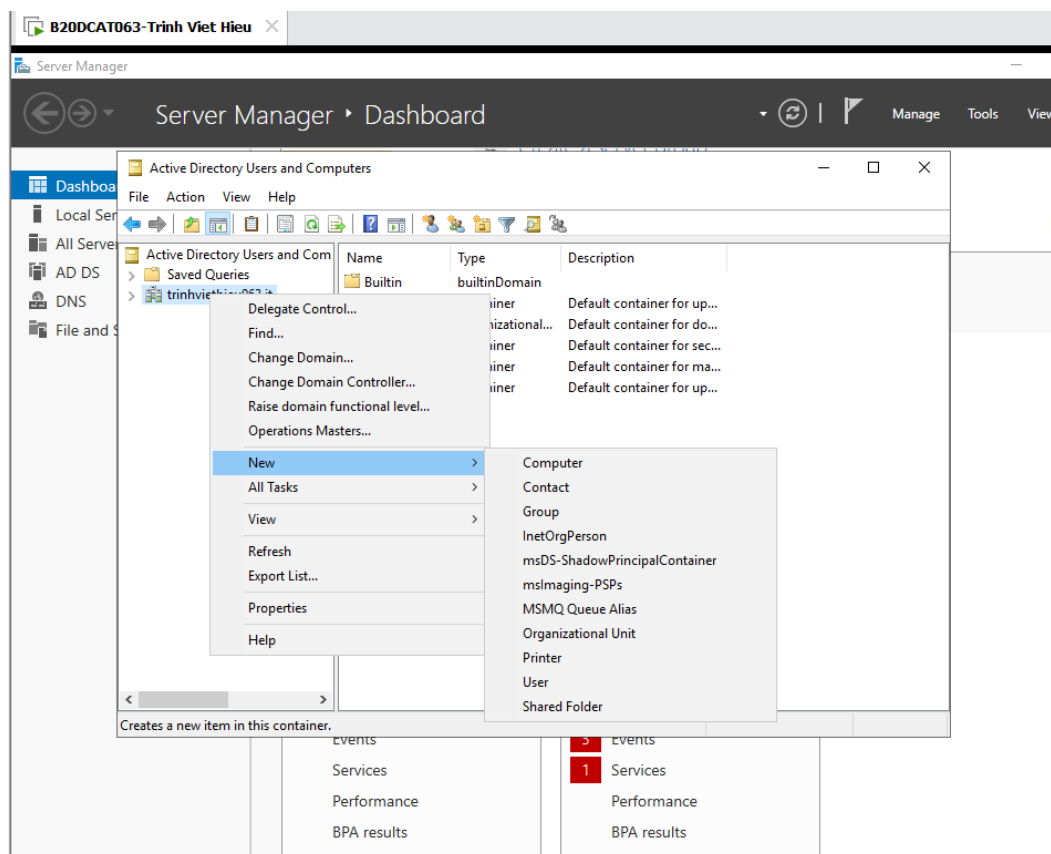 B20DCAT063-Trinh Viet Hieu
Server Manager
Server Manager ‣ Dashboard
Manage Tools View
Active Directory Users and Computers
File Action View Help
Dashboa
Local Ser
All Server
AD DS
DNS
File and S
Active Directory Users and Com
Saved Queries
Name Type Description
Builtin builtinDomain
iner Default container for up...
nizational... Default container for do...
iner Default container for sec...
iner Default container for ma...
iner Default container for up...
Delegate Control...
Find...
Change Domain...
Change Domain Controller...
Raise domain functional level...
Operations Masters...
New
All Tasks
View
Refresh
Export List...
Properties
Help
Computer
Contact
Group
InetOrgPerson
msDS-ShadowPrincipalContainer
msImaging-PSPs
MSMQ Queue Alias
Organizational Unit
Printer
User
Shared Folder
Creates a new item in this container.
Events
Services
Performance
BPA results
3 Events
1 Services
Performance
BPA results